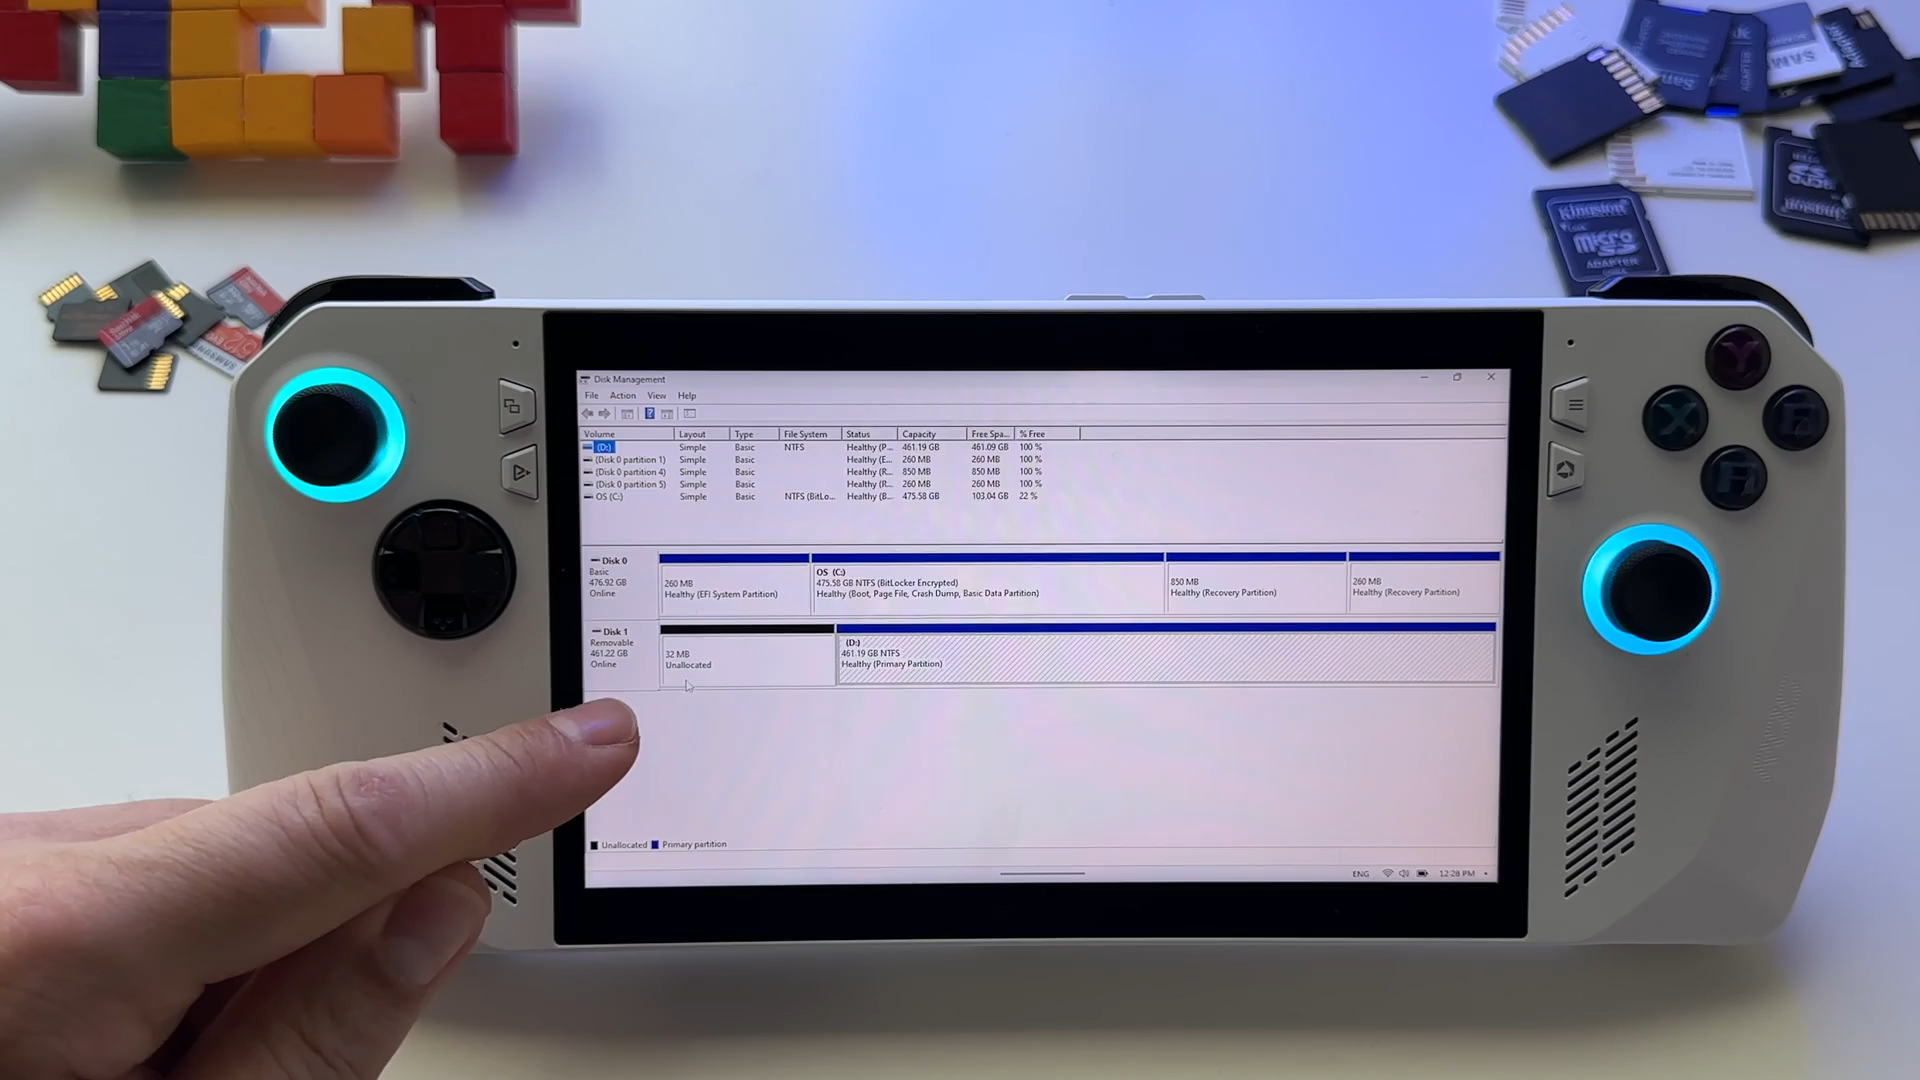 Kingston
micro
SD
ADAPTER
SanDisk
Ultra
SAMSUNG
512 EVO
Y
X
Disk Management
File Action View Help
Volume Layout Type File System Status Capacity Free Spa... % Free
(D:) Simple Basic NTFS Healthy (P... 461.19 GB 461.09 GB 100 %
(Disk 0 partition 1) Simple Basic Healthy (E... 260 MB 260 MB 100 %
(Disk 0 partition 4) Simple Basic Healthy (R... 850 MB 850 MB 100 %
(Disk 0 partition 5) Simple Basic Healthy (R... 260 MB 260 MB 100 %
OS (C:) Simple Basic NTFS (BitLo... Healthy (B... 475.58 GB 103.04 GB 22 %
Disk 0
Basic
476.92 GB
Online
260 MB
Healthy (EFI System Partition)
OS (C:)
475.58 GB NTFS (BitLocker Encrypted)
Healthy (Boot, Page File, Crash Dump, Basic Data Partition)
850 MB
Healthy (Recovery Partition)
260 MB
Healthy (Recovery Partition)
Disk 1
Removable
461.22 GB
Online
32 MB
Unallocated
(D:)
461.19 GB NTFS
Healthy (Primary Partition)
Unallocated Primary partition
ENG 12:28 PM